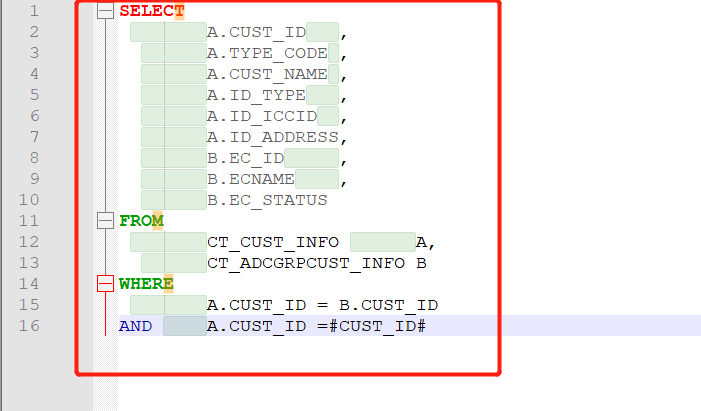 1 SELECT
2 A.CUST_ID ,
3 A.TYPE_CODE ,
4 A.CUST_NAME ,
5 A.ID_TYPE ,
6 A.ID_ICCID ,
7 A.ID_ADDRESS,
8 B.EC_ID ,
9 B.ECNAME ,
10 B.EC_STATUS
11 FROM
12 CT_CUST_INFO A,
13 CT_ADCGRPCUST_INFO B
14 WHERE
15 A.CUST_ID = B.CUST_ID
16 AND A.CUST_ID =#CUST_ID#